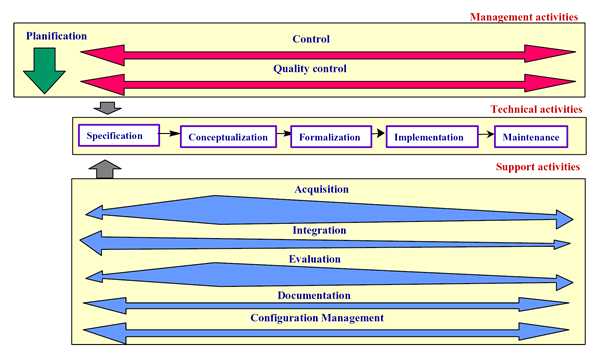 Management activities
Planification
Control
Quality control
Technical activities
Specification
Conceptualization
Formalization
Implementation
Maintenance
Support activities
Acquisition
Integration
Evaluation
Documentation
Configuration Management